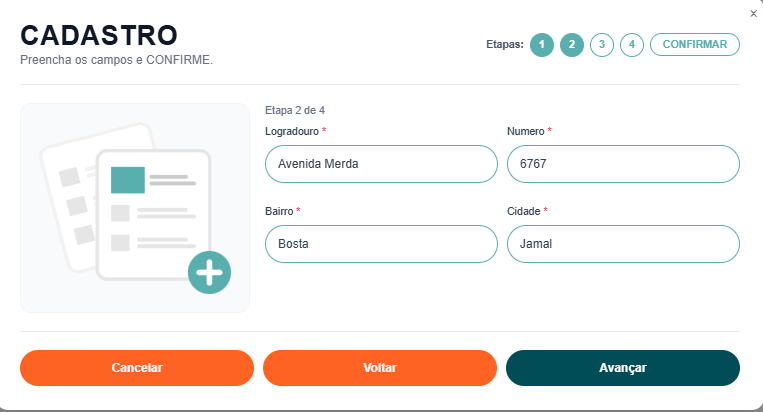 ×
CADASTRO
Preencha os campos e CONFIRME.
Etapas: 1 2 3 4 CONFIRMAR
Etapa 2 de 4
Logradouro * Numero *
Avenida Merda 6767
Bairro * Cidade *
Bosta Jamal
Cancelar Voltar Avançar